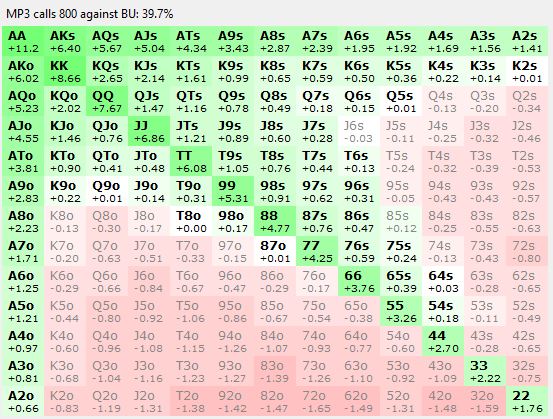 MP3 calls 800 against BU: 39.7%
AA AKs AQs AJs ATs A9s A8s A7s A6s A5s A4s A3s A2s
+11.2 +6.40 +5.67 +5.04 +4.34 +3.43 +2.87 +2.39 +1.95 +1.92 +1.69 +1.56 +1.41
AKo KK KQs KJs KTs K9s K8s K7s K6s K5s K4s K3s K2s
+6.02 +8.66 +2.65 +2.14 +1.61 +0.99 +0.65 +0.59 +0.50 +0.36 +0.22 +0.14 +0.01
AQo KQo QQ QJs QTs Q9s Q8s Q7s Q6s Q5s Q4s Q3s Q2s
+5.23 +2.02 +7.67 +1.47 +1.16 +0.78 +0.49 +0.18 +0.15 +0.01 -0.13 -0.20 -0.34
AJo KJo QJo JJ JTs J9s J8s J7s J6s J5s J4s J3s J2s
+4.55 +1.46 +0.76 +6.86 +1.21 +0.89 +0.60 +0.28 -0.03 -0.11 -0.25 -0.32 -0.46
ATo KTo QTo JTo TT T9s T8s T7s T6s T5s T4s T3s T2s
+3.81 +0.90 +0.41 +0.48 +6.08 +1.05 +0.76 +0.44 +0.13 -0.24 -0.32 -0.39 -0.53
A9o K9o Q9o J9o T9o 99 98s 97s 96s 95s 94s 93s 92s
+2.83 +0.22 +0.01 +0.14 +0.31 +5.31 +0.91 +0.62 +0.31 -0.05 -0.43 -0.43 -0.57
A8o K8o Q8o J8o T8o 98o 88 87s 86s 85s 84s 83s 82s
+2.23 -0.13 -0.30 -0.17 +0.00 +0.17 +4.77 +0.76 +0.47 +0.12 -0.25 -0.55 -0.63
A7o K7o Q7o J7o T7o 97o 87o 77 76s 75s 74s 73s 72s
+1.71 -0.20 -0.63 -0.51 -0.33 -0.15 +0.01 +4.25 +0.59 +0.24 -0.13 -0.43 -0.80
A6o K6o Q6o J6o T6o 96o 86o 76o 66 65s 64s 63s 62s
+1.25 -0.29 -0.66 -0.84 -0.67 -0.47 -0.29 -0.17 +3.76 +0.39 +0.03 -0.28 -0.65
A5o K5o Q5o J5o T5o 95o 85o 75o 65o 55 54s 53s 52s
+1.21 -0.44 -0.80 -0.92 -1.06 -0.86 -0.67 -0.54 -0.38 +3.26 +0.18 -0.11 -0.49
A4o K4o Q4o J4o T4o 94o 84o 74o 64o 54o 44 43s 42s
+0.97 -0.60 -0.96 -1.08 -1.15 -1.26 -1.07 -0.93 -0.77 -0.60 +2.70 -0.28 -0.65
A3o K3o Q3o J3o T3o 93o 83o 73o 63o 53o 43o 33 32s
+0.81 -0.68 -1.04 -1.16 -1.23 -1.27 -1.39 -1.26 -1.10 -0.92 -1.09 +2.22 -0.75
A2o K2o Q2o J2o T2o 92o 82o 72o 62o 52o 42o 32o 22
+0.66 -0.83 -1.19 -1.31 -1.38 -1.42 -1.47 -1.65 -1.49 -1.31 -1.48 -1.59 +1.76